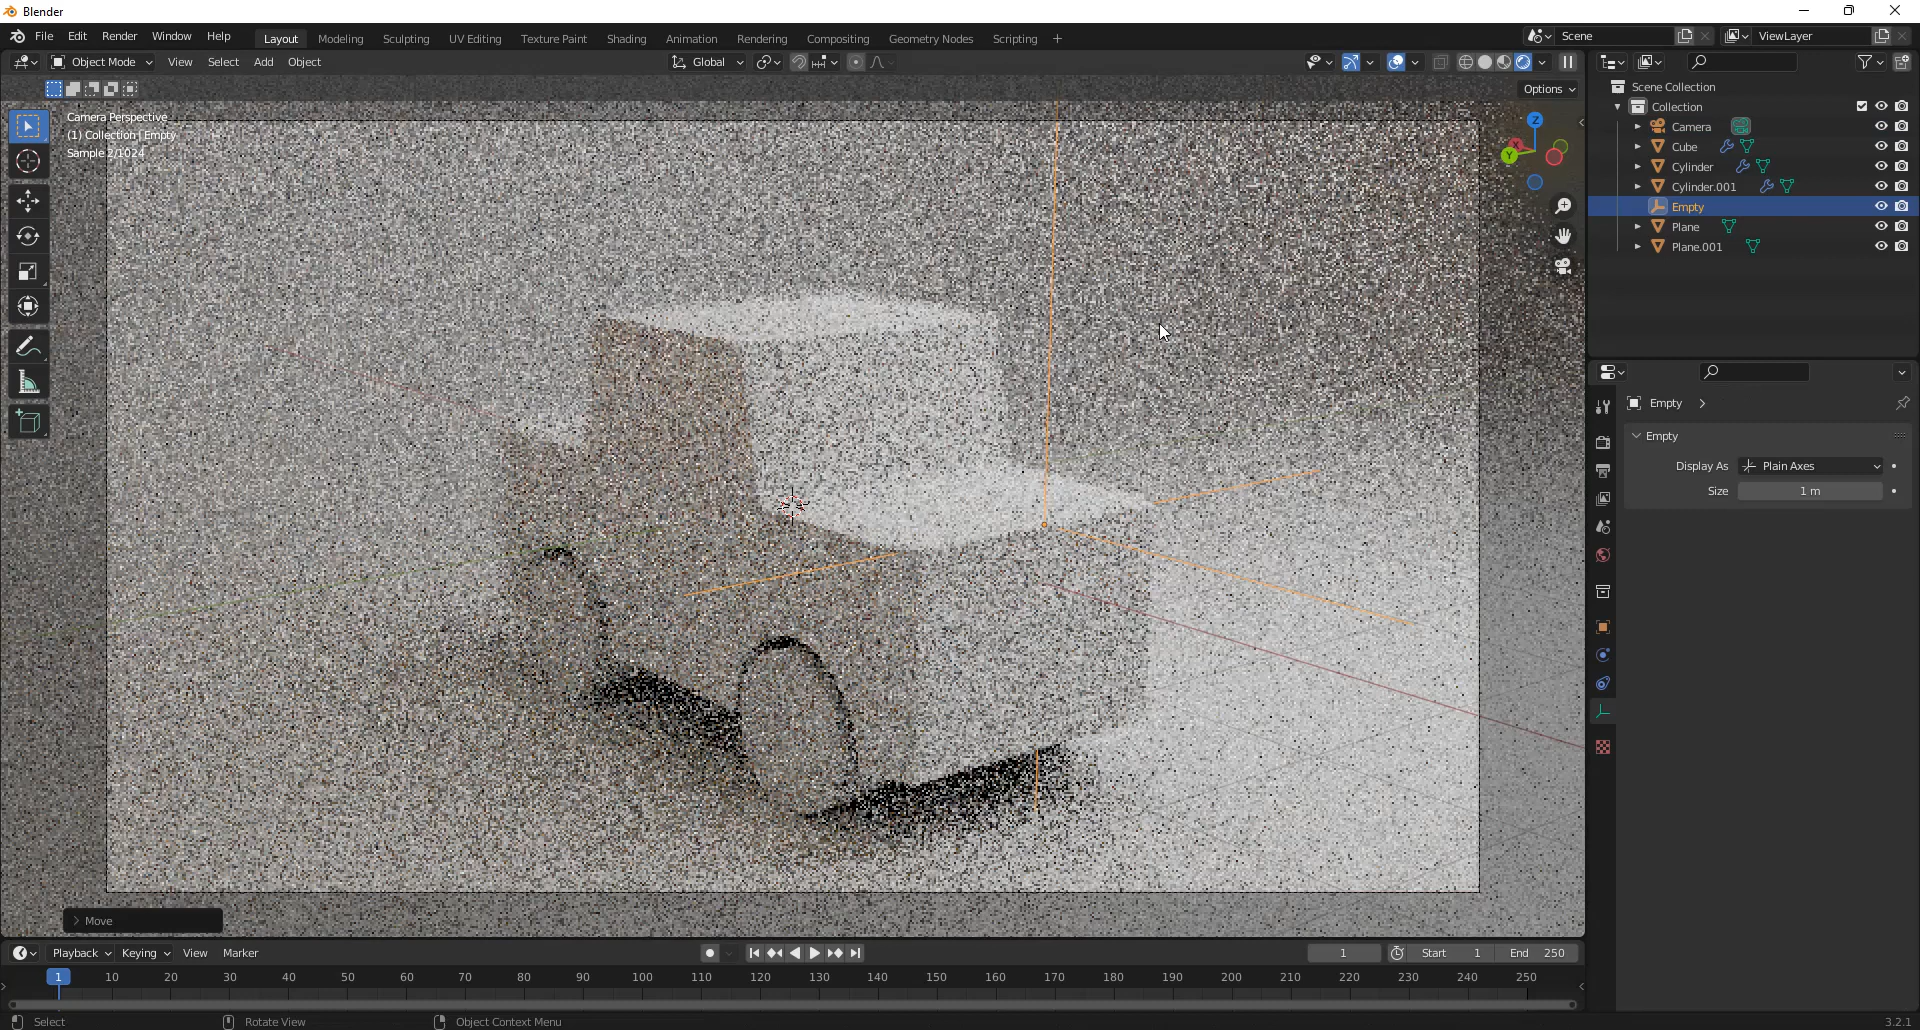 Blender
File Edit Render Window Help
Layout Modeling Sculpting UV Editing Texture Paint Shading Animation Rendering Compositing Geometry Nodes Scripting +
Scene
ViewLayer
Object Mode View Select Add Object
Global
Options
Camera Perspective
(1) Collection | Empty
Sample 2/1024
Z
Y
X
Scene Collection
Collection
Camera
Cube
Cylinder
Cylinder.001
Empty
Plane
Plane.001
Empty
Empty
Display As Plain Axes
Size 1 m
Move
Playback Keying View Marker
1 Start 1 End 250
1 10 20 30 40 50 60 70 80 90 100 110 120 130 140 150 160 170 180 190 200 210 220 230 240 250
Select Rotate View Object Context Menu
3.2.1